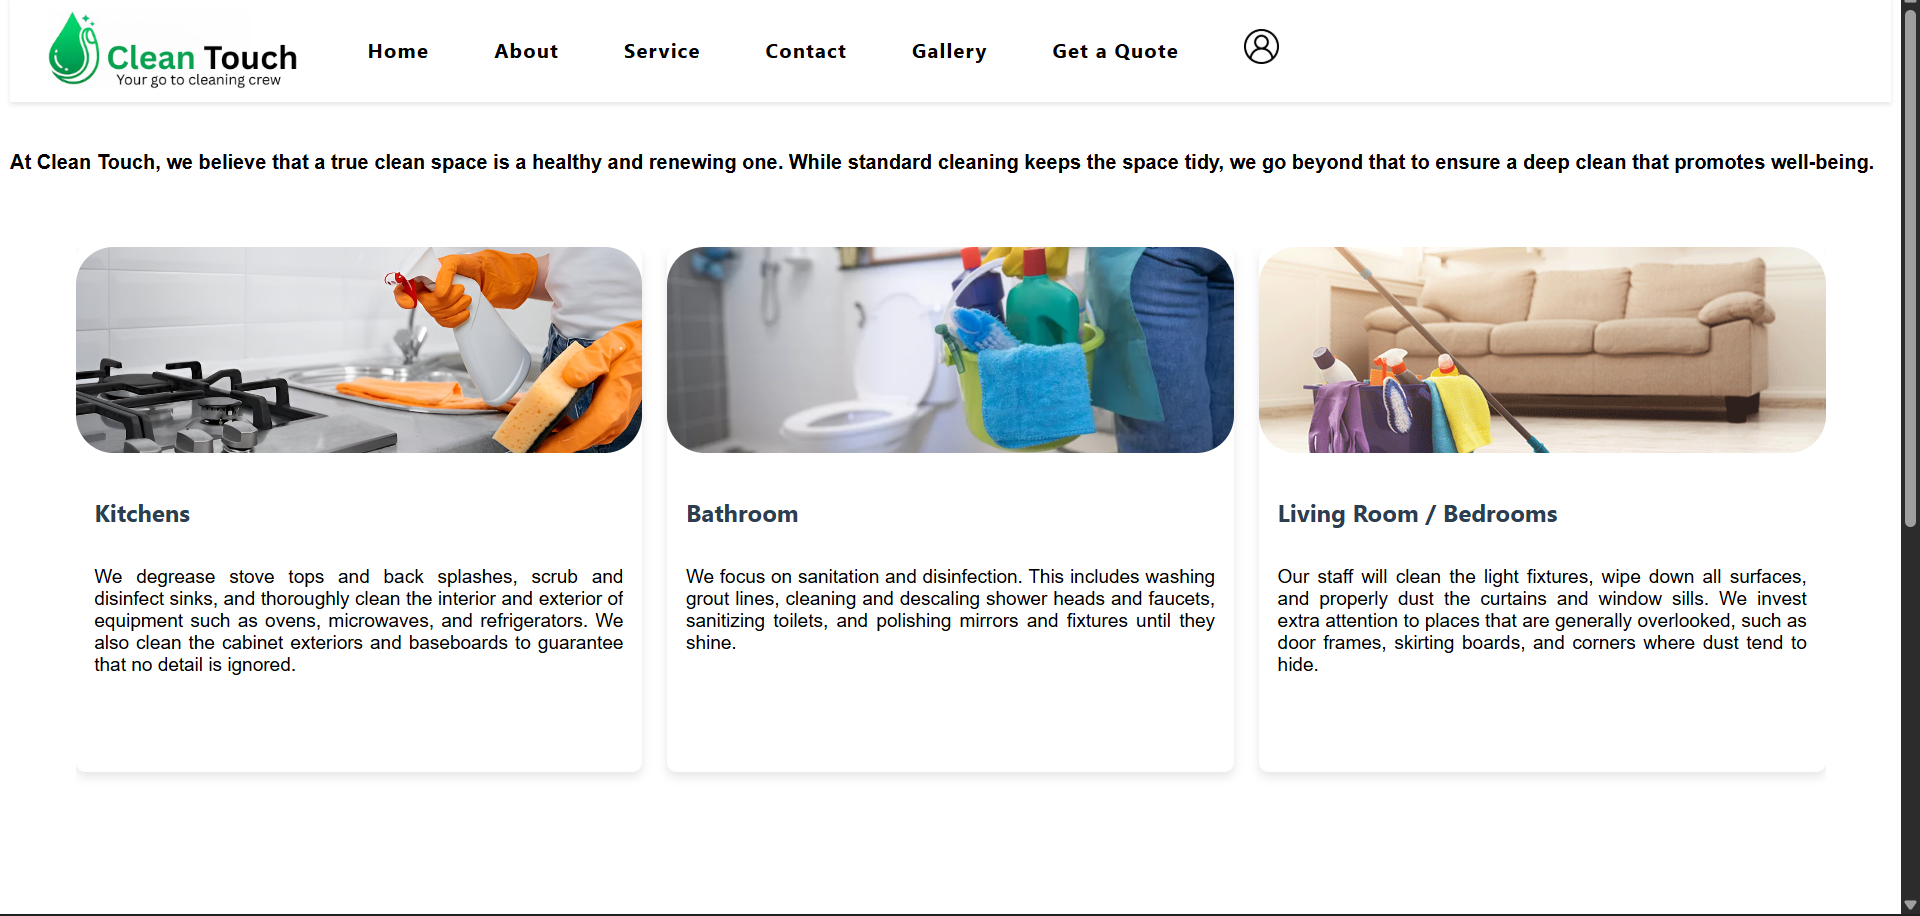 Clean Touch
Your go to cleaning crew
Home
About
Service
Contact
Gallery
Get a Quote
At Clean Touch, we believe that a true clean space is a healthy and renewing one. While standard cleaning keeps the space tidy, we go beyond that to ensure a deep clean that promotes well-being.
Kitchens
We degrease stove tops and back splashes, scrub and
disinfect sinks, and thoroughly clean the interior and exterior of
equipment such as ovens, microwaves, and refrigerators. We
also clean the cabinet exteriors and baseboards to guarantee
that no detail is ignored.
Bathroom
We focus on sanitation and disinfection. This includes washing
grout lines, cleaning and descaling shower heads and faucets,
sanitizing toilets, and polishing mirrors and fixtures until they
shine.
Living Room / Bedrooms
Our staff will clean the light fixtures, wipe down all surfaces,
and properly dust the curtains and window sills. We invest
extra attention to places that are generally overlooked, such as
door frames, skirting boards, and corners where dust tend to
hide.